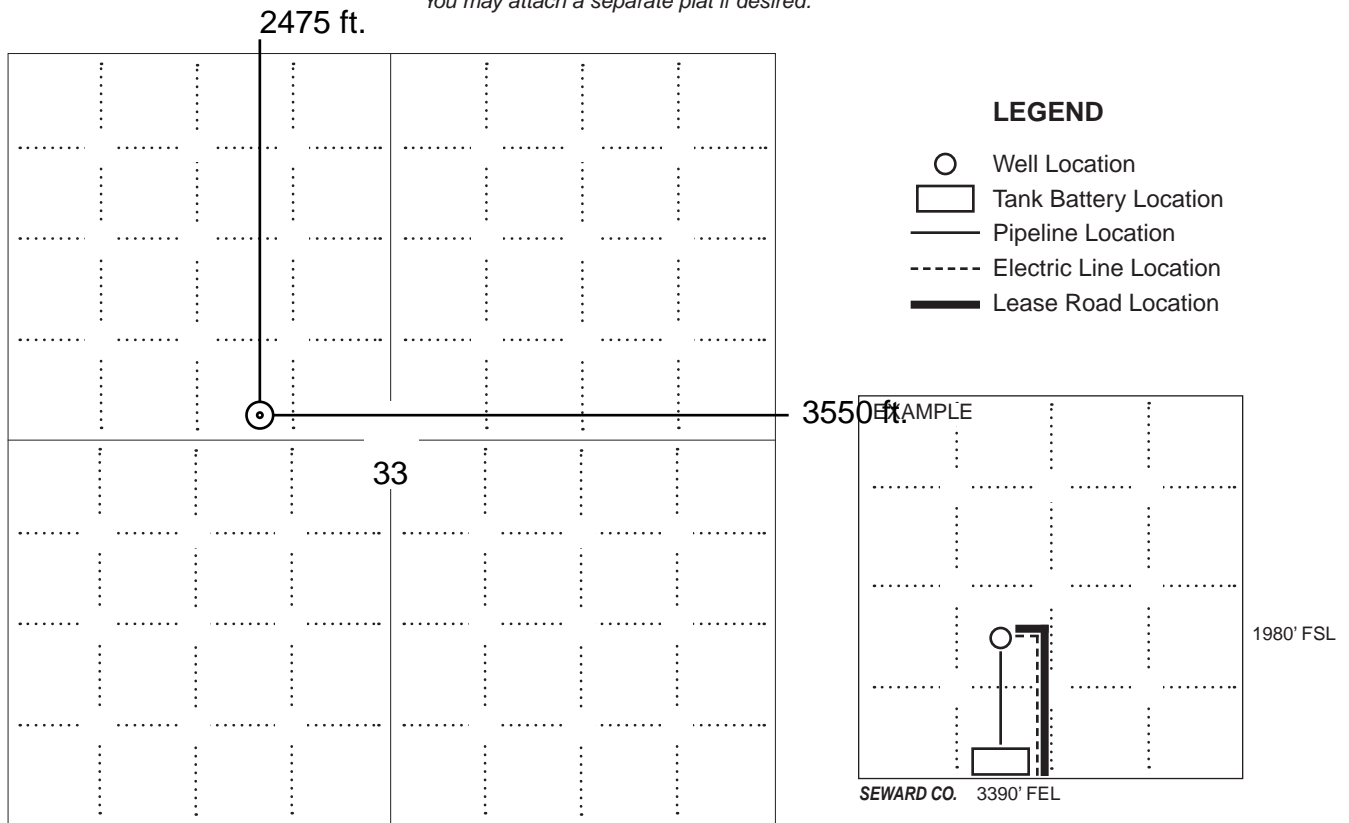 You may attach a separate plat if desired.
2475 ft.
LEGEND
Well Location
Tank Battery Location
Pipeline Location
Electric Line Location
Lease Road Location
3550 ft.
EXAMPLE
33
1980' FSL
SEWARD CO. 3390' FEL